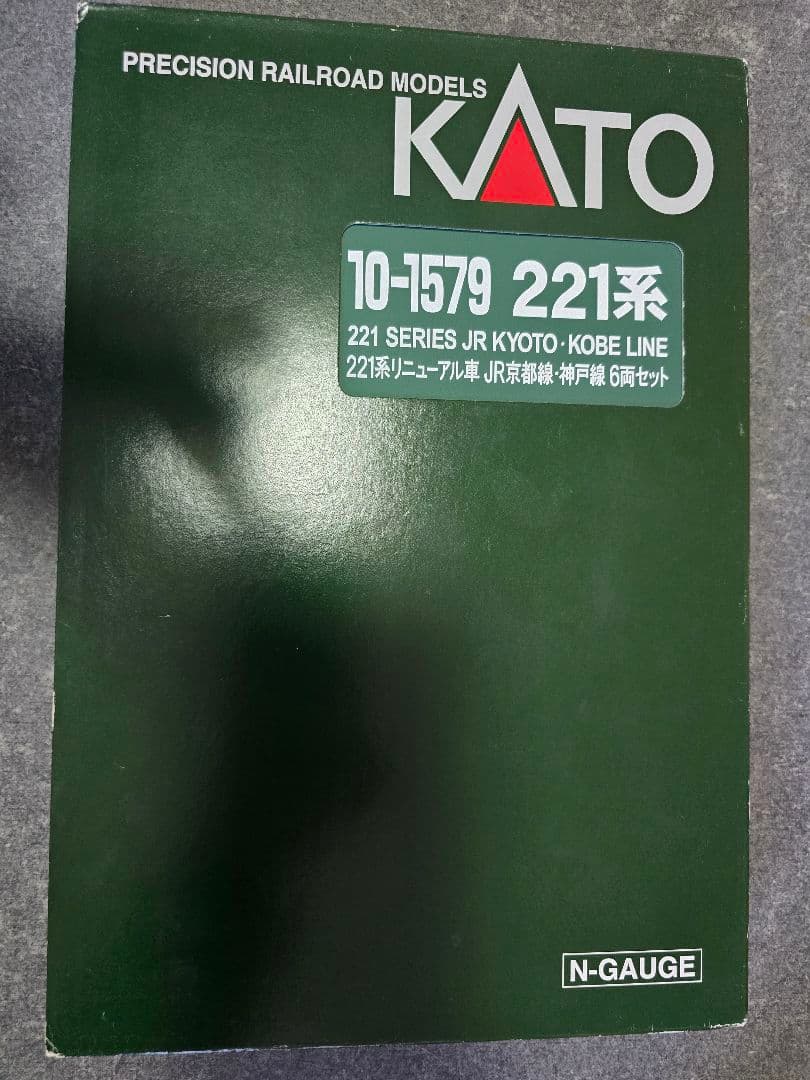 PRECISION RAILROAD MODELS
KATO
10-1579 221系
221 SERIES JR KYOTO・KOBE LINE
221系リニューアル車 JR京都線・神戸線 6両セット
N-GAUGE